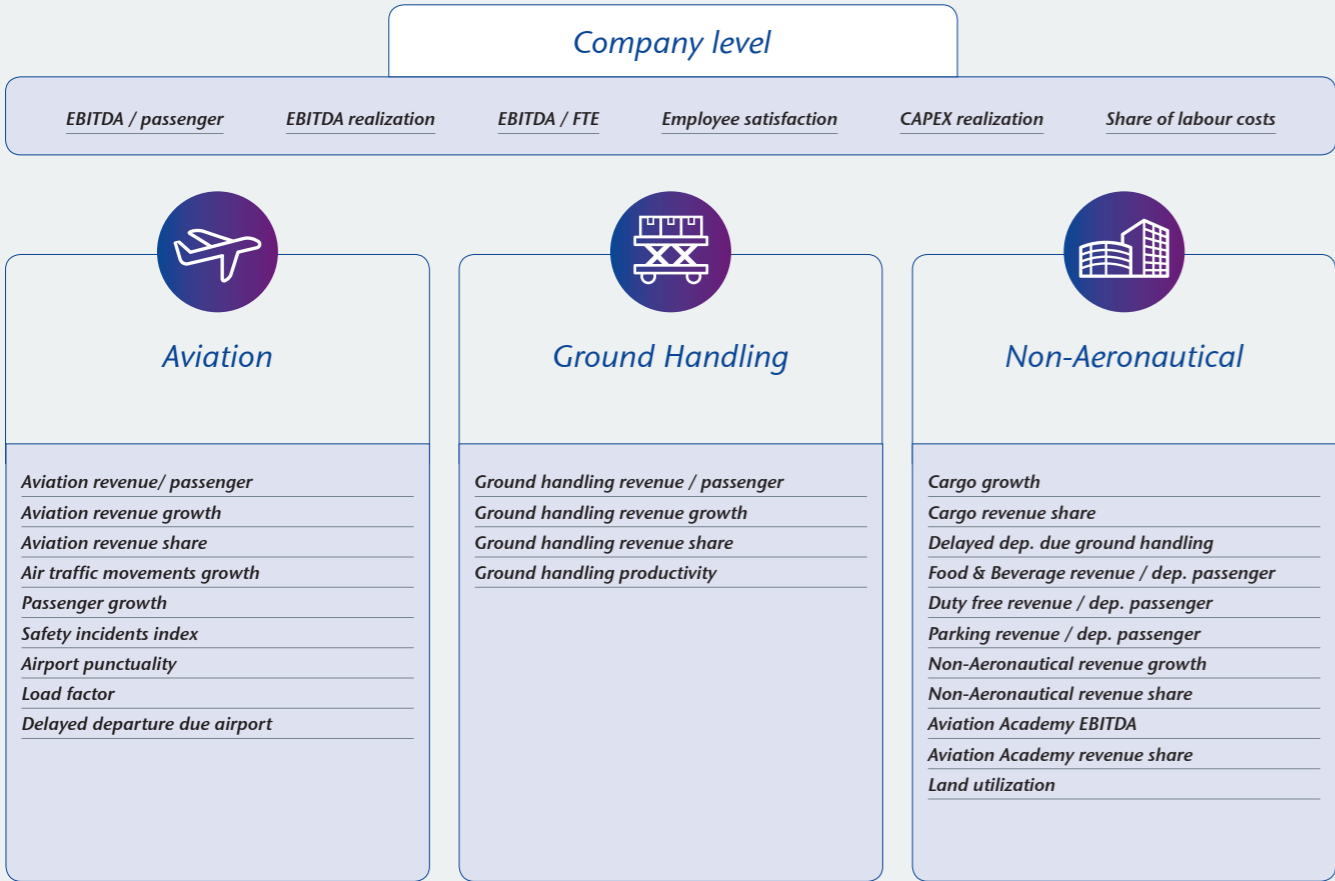 Company level
EBITDA / passenger
EBITDA realization
EBITDA / FTE
Employee satisfaction
CAPEX realization
Share of labour costs
Aviation
Aviation revenue/ passenger
Aviation revenue growth
Aviation revenue share
Air traffic movements growth
Passenger growth
Safety incidents index
Airport punctuality
Load factor
Delayed departure due airport
Ground Handling
Ground handling revenue / passenger
Ground handling revenue growth
Ground handling revenue share
Ground handling productivity
Non-Aeronautical
Cargo growth
Cargo revenue share
Delayed dep. due ground handling
Food & Beverage revenue / dep. passenger
Duty free revenue / dep. passenger
Parking revenue / dep. passenger
Non-Aeronautical revenue growth
Non-Aeronautical revenue share
Aviation Academy EBITDA
Aviation Academy revenue share
Land utilization